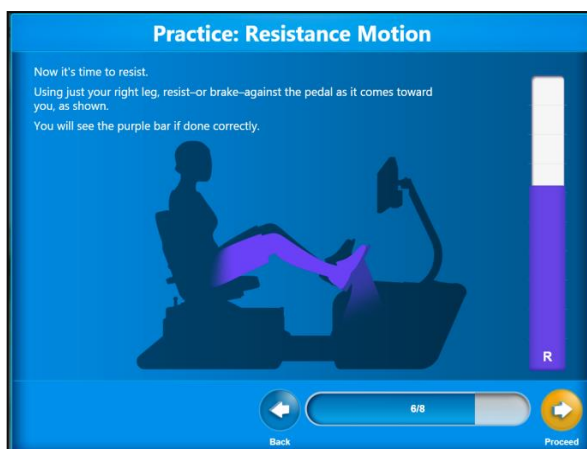 Practice: Resistance Motion
Now it's time to resist.
Using just your right leg, resist–or brake–against the pedal as it comes toward
you, as shown.
You will see the purple bar if done correctly.
R
6/8
Back
Proceed